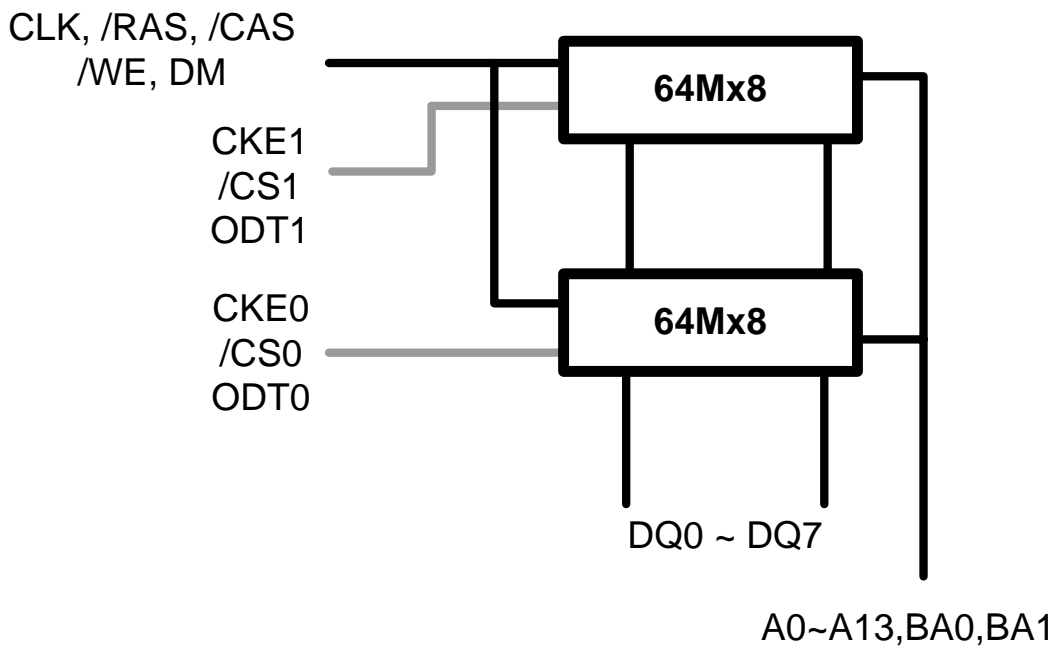 CLK, /RAS, /CAS
/WE, DM
64Mx8
CKE1
/CS1
ODT1
CKE0
/CS0
ODT0
64Mx8
DQ0 ~ DQ7
A0~A13,BA0,BA1